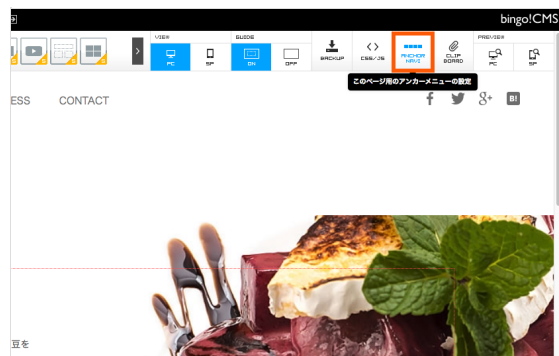 bingo!CMS
VIEW
GUIDE
PREVIEW
PC
SP
ON
OFF
BACKUP
CSS/JS
ANCHOR NAVI
CLIP BOARD
PC
SP
このページ用のアンカーメニューの設定
ESS
CONTACT
f
g+
B!
豆を